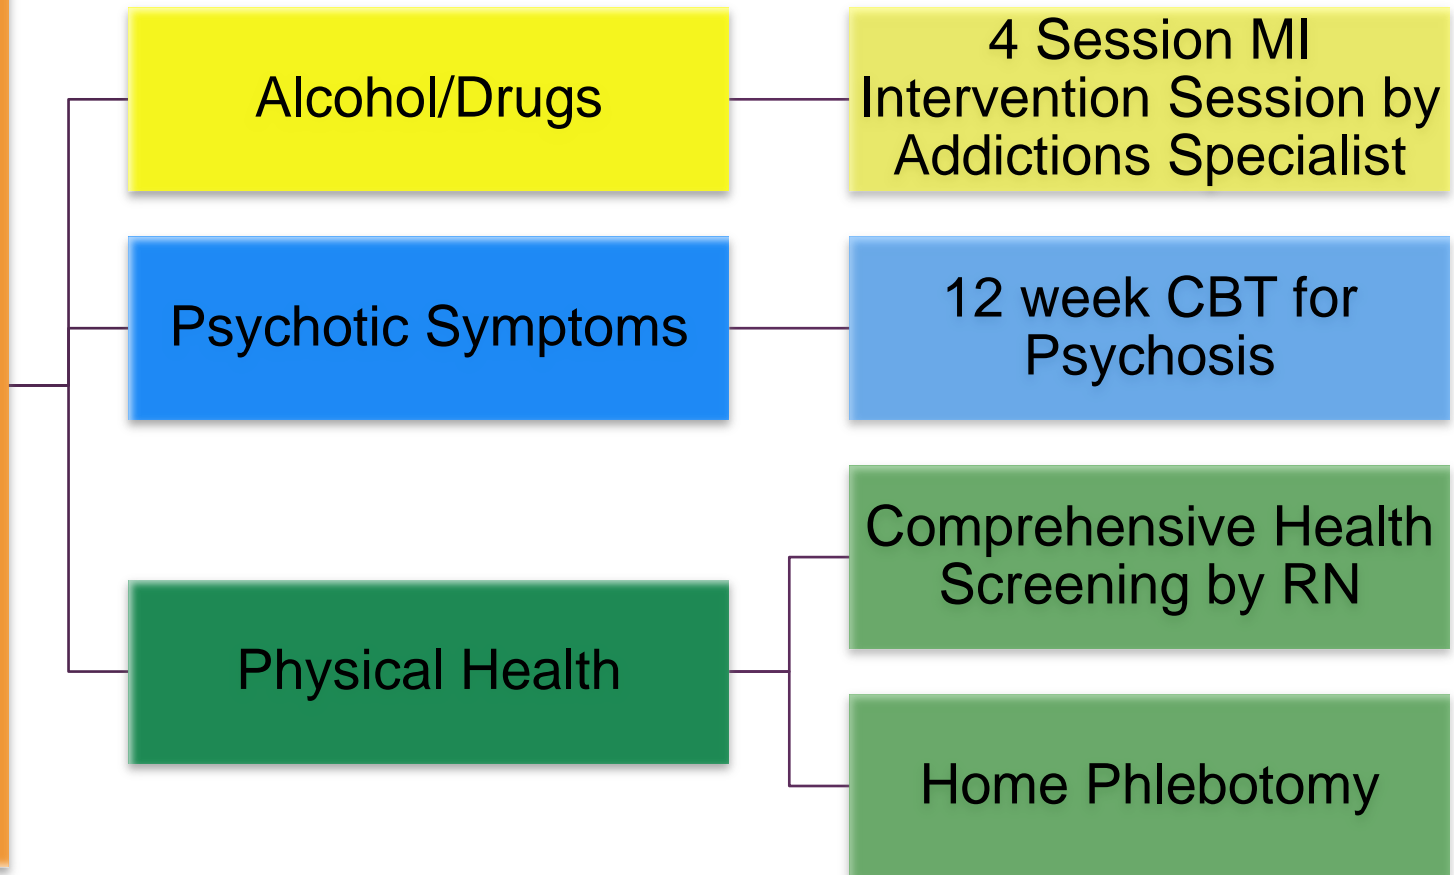 Alcohol/Drugs
4 Session MI
Intervention Session by
Addictions Specialist
Psychotic Symptoms
12 week CBT for
Psychosis
Physical Health
Comprehensive Health
Screening by RN
Home Phlebotomy